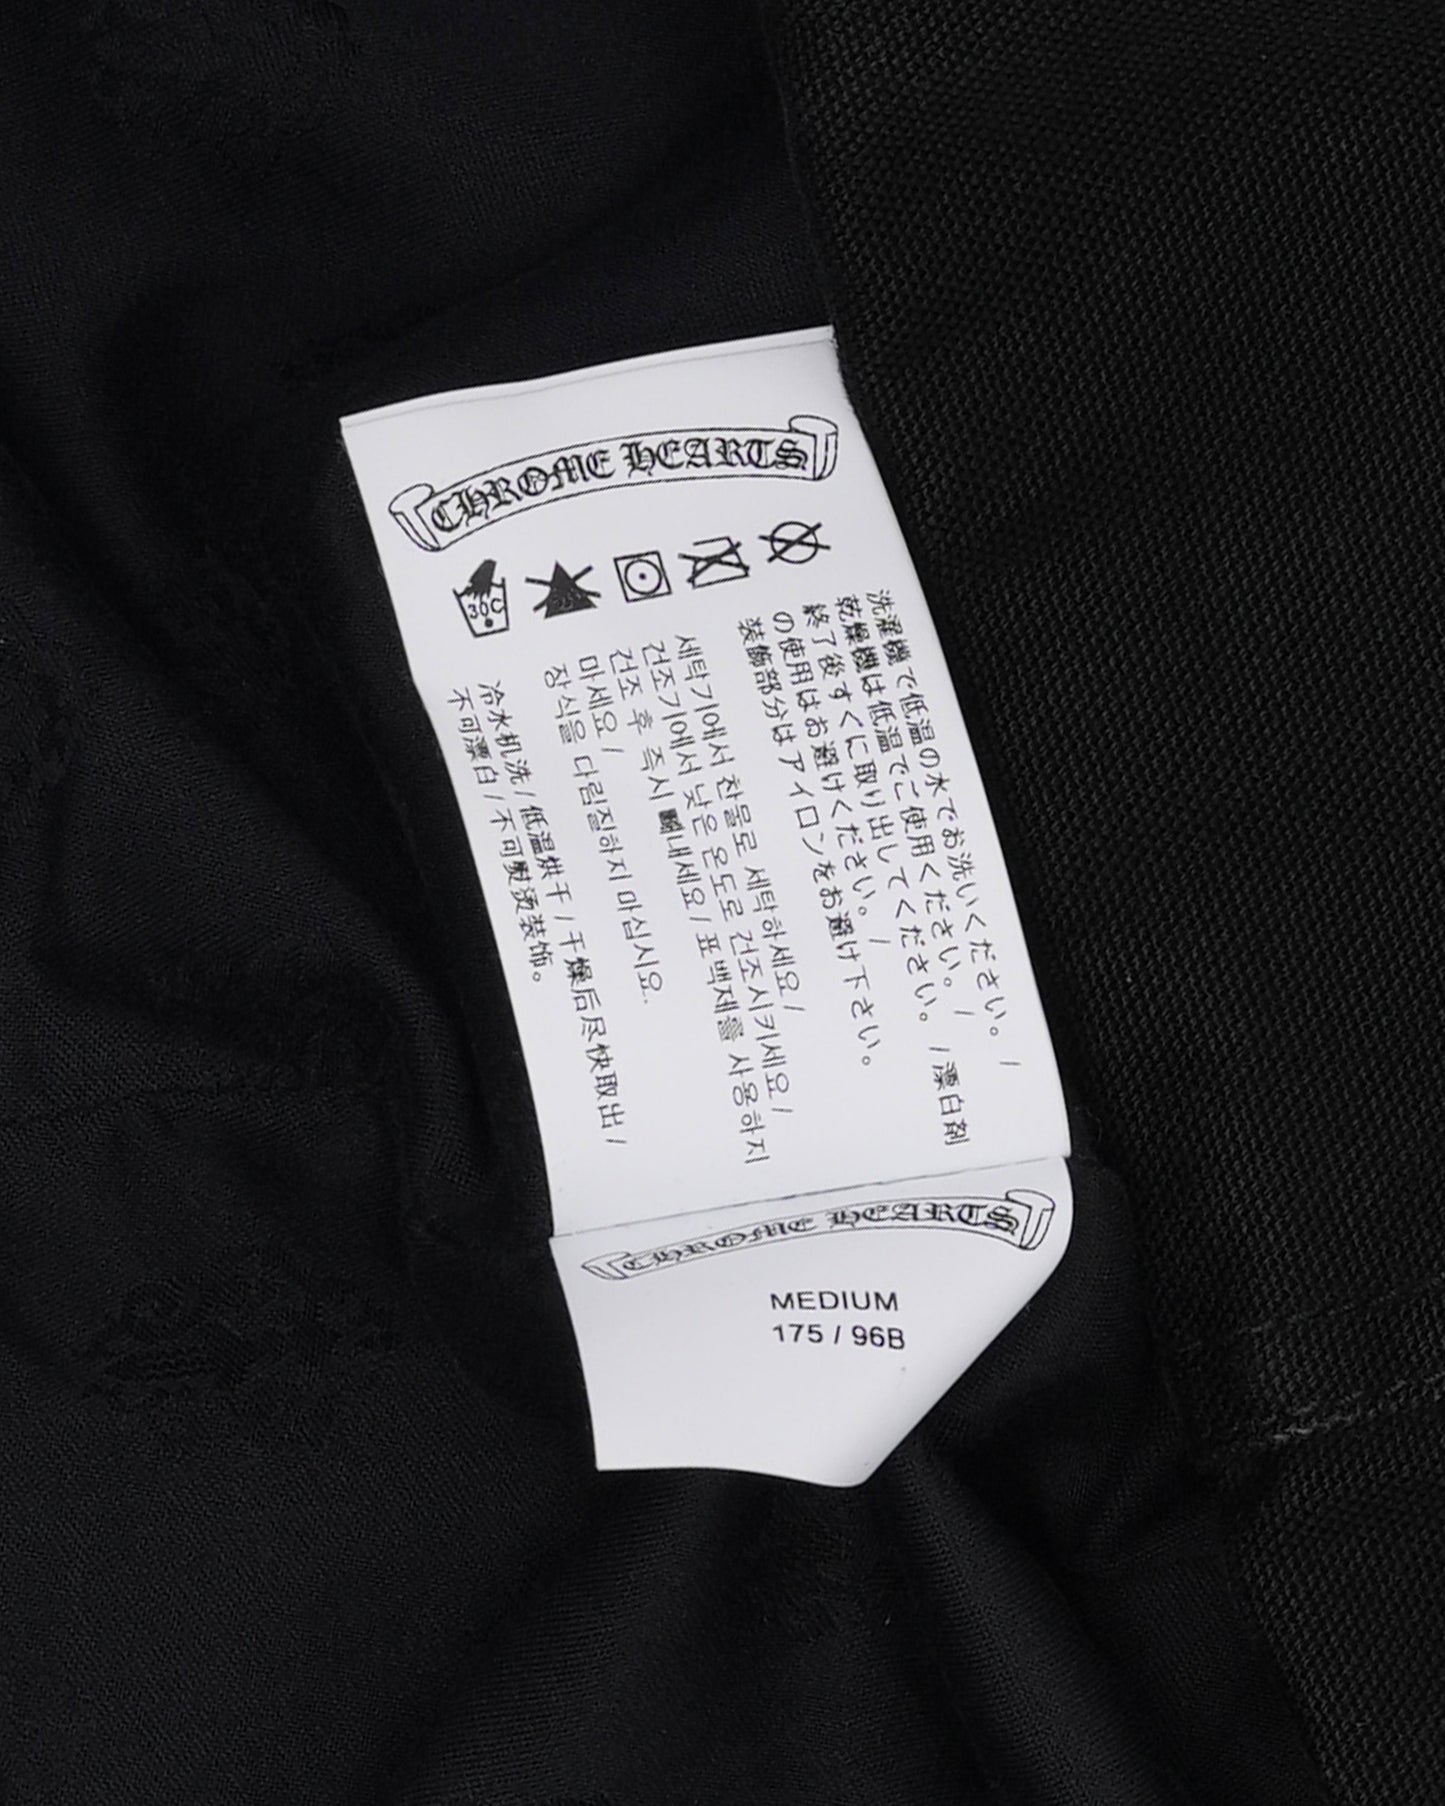 CHROME HEARTS
30C
洗濯機で低温の水でお洗いください。 /
乾燥機は低温でご使用ください。 /
終了後すぐに取り出してください。 / 漂白剤
の使用はお避けください。 /
装飾部分はアイロンをお避け下さい。
세탁기에서 찬물로 세탁하세요 /
건조기에서 낮은 온도로 건조시키세요 /
건조 후 즉시 빼내세요 / 표백제를 사용하지
마세요 /
장식을 다림질하지 마십시요.
冷水机洗 / 低温烘干 / 干燥后尽快取出 /
不可漂白 / 不可熨烫装饰。
CHROME HEARTS
MEDIUM
175 / 96B